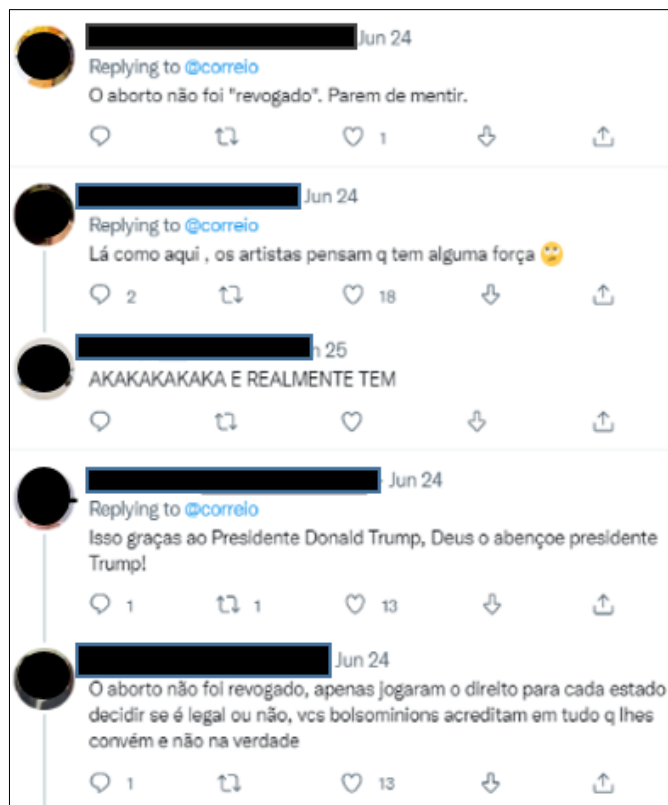 Jun 24
Replying to @correio
O aborto não foi "revogado". Parem de mentir.
1
Jun 24
Replying to @correio
Lá como aqui , os artistas pensam q tem alguma força 🙄
2 18
n 25
AKAKAKAKAKA E REALMENTE TEM
Jun 24
Replying to @correio
Isso graças ao Presidente Donald Trump, Deus o abençoe presidente
Trump!
1 1 13
Jun 24
O aborto não foi revogado, apenas jogaram o direito para cada estado
decidir se é legal ou não, vcs bolsominions acreditam em tudo q lhes
convém e não na verdade
1 13